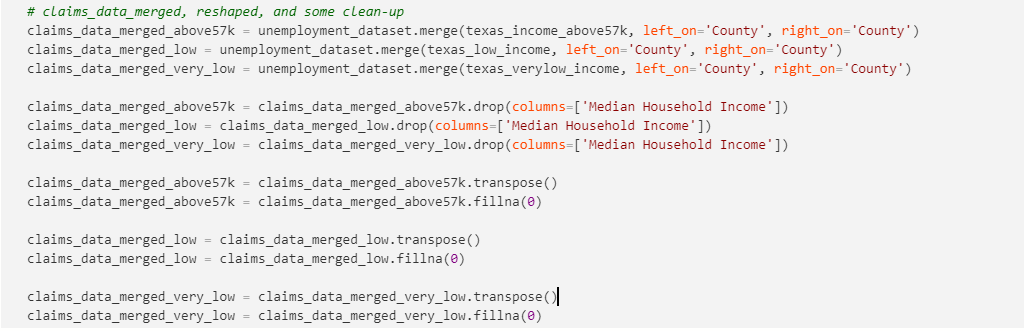 # claims_data_merged, reshaped, and some clean-up
claims_data_merged_above57k = unemployment_dataset.merge(texas_income_above57k, left_on='County', right_on='County')
claims_data_merged_low = unemployment_dataset.merge(texas_low_income, left_on='County', right_on='County')
claims_data_merged_very_low = unemployment_dataset.merge(texas_verylow_income, left_on='County', right_on='County')
claims_data_merged_above57k = claims_data_merged_above57k.drop(columns=['Median Household Income'])
claims_data_merged_low = claims_data_merged_low.drop(columns=['Median Household Income'])
claims_data_merged_very_low = claims_data_merged_very_low.drop(columns=['Median Household Income'])
claims_data_merged_above57k = claims_data_merged_above57k.transpose()
claims_data_merged_above57k = claims_data_merged_above57k.fillna(0)
claims_data_merged_low = claims_data_merged_low.transpose()
claims_data_merged_low = claims_data_merged_low.fillna(0)
claims_data_merged_very_low = claims_data_merged_very_low.transpose()
claims_data_merged_very_low = claims_data_merged_very_low.fillna(0)